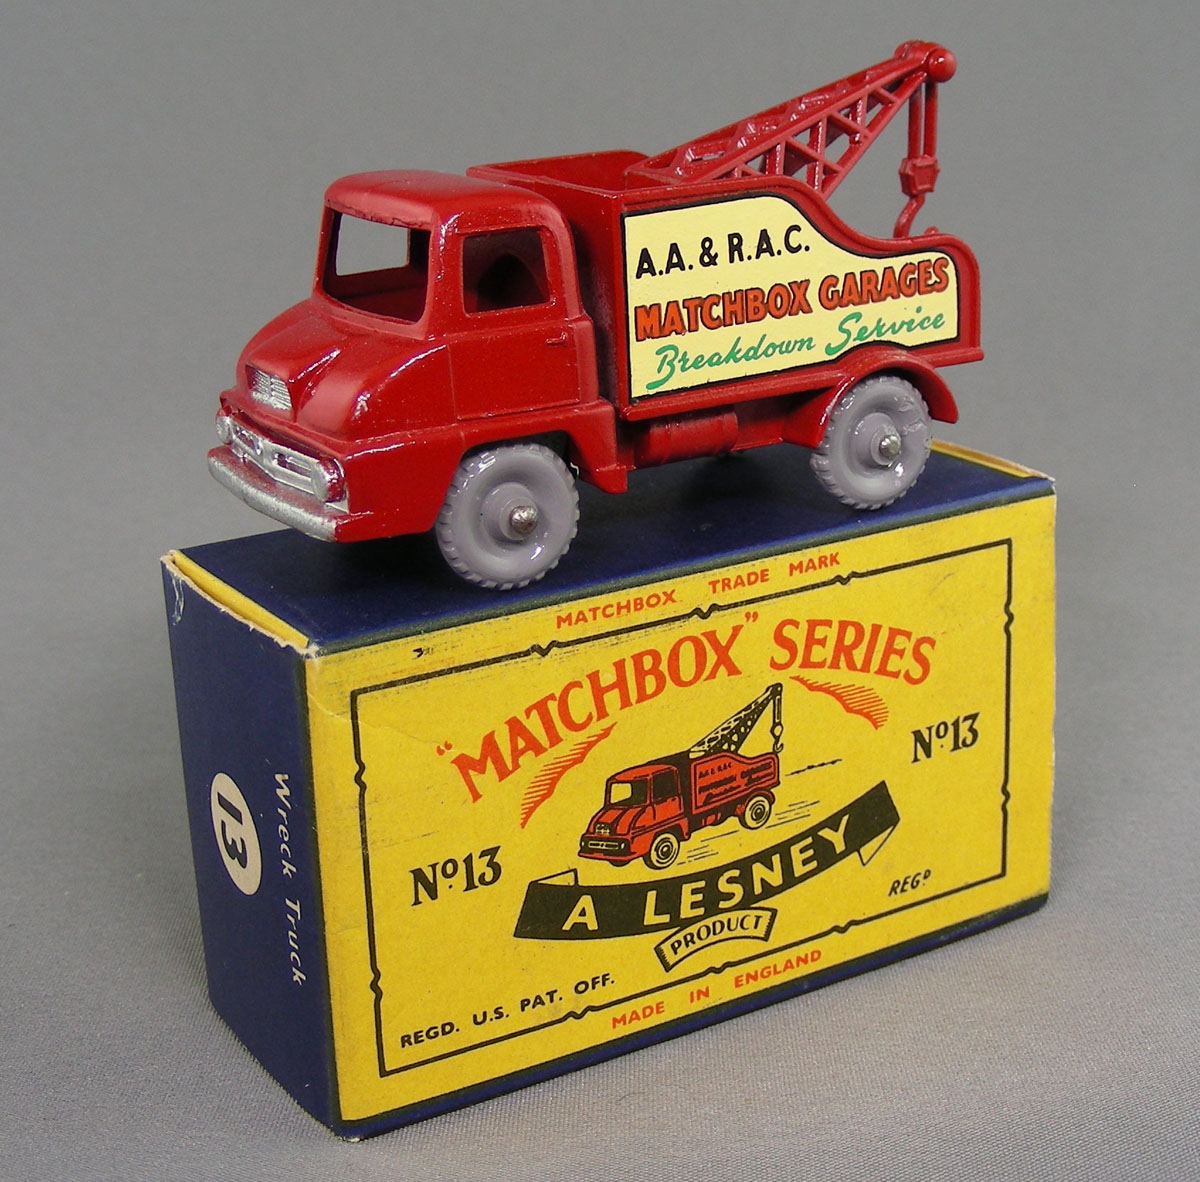 A.A. & R.A.C.
MATCHBOX GARAGES
Breakdown Service
MATCHBOX TRADE MARK
"MATCHBOX" SERIES
Nº13
A.A. & R.A.C.
Nº13
A LESNEY
PRODUCT
REGD
REGD. U.S. PAT. OFF.
MADE IN ENGLAND
13
Wreck Truck